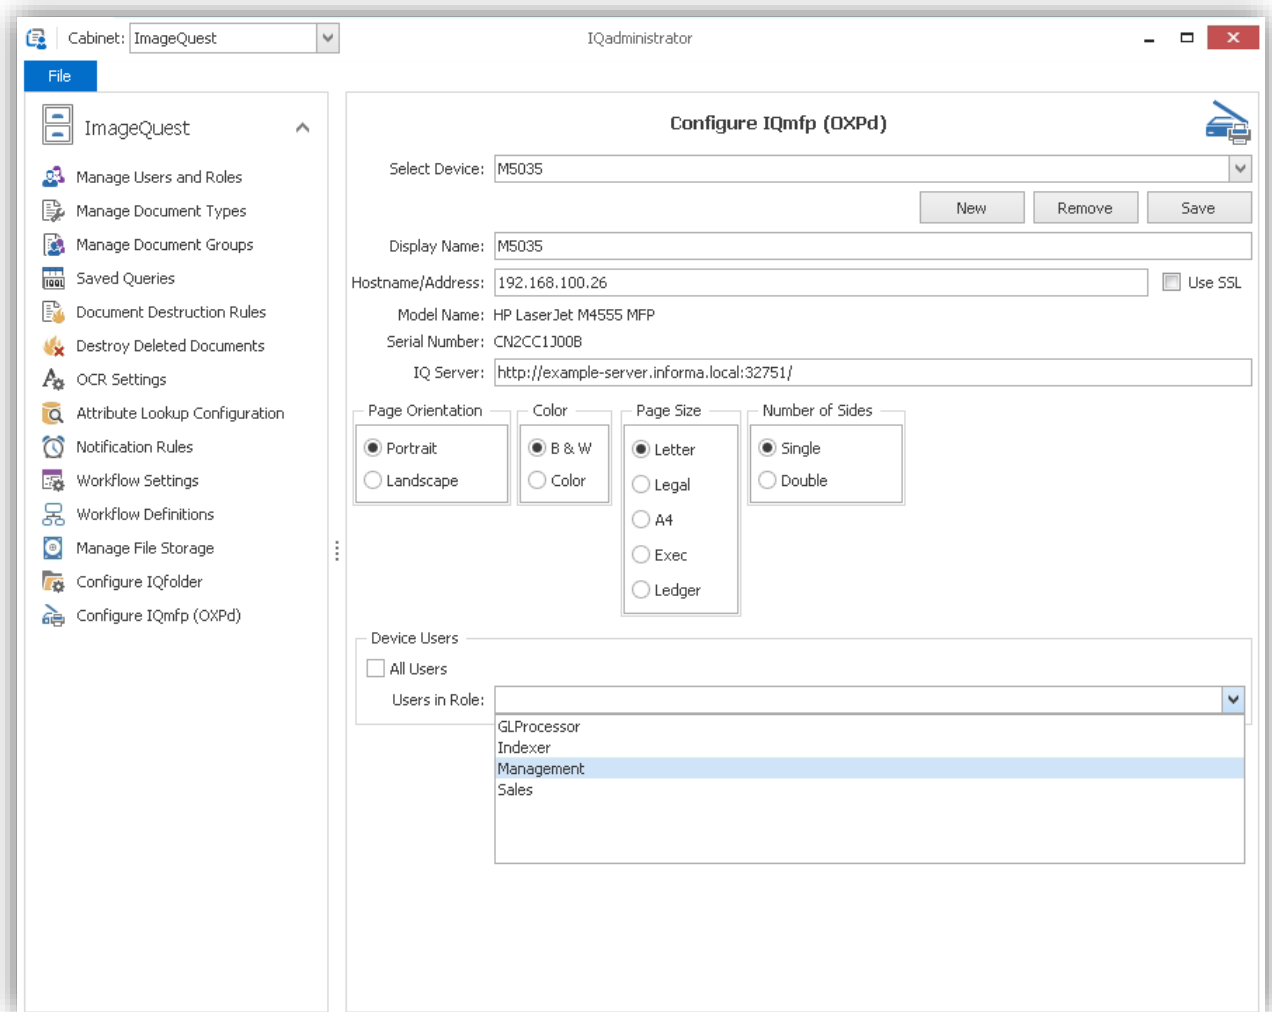 Cabinet: ImageQuest IQadministrator
File
ImageQuest
Manage Users and Roles
Manage Document Types
Manage Document Groups
Saved Queries
Document Destruction Rules
Destroy Deleted Documents
OCR Settings
Attribute Lookup Configuration
Notification Rules
Workflow Settings
Workflow Definitions
Manage File Storage
Configure IQfolder
Configure IQmfp (OXPd)
Configure IQmfp (OXPd)
Select Device: M5035
New Remove Save
Display Name: M5035
Hostname/Address: 192.168.100.26 Use SSL
Model Name: HP LaserJet M4555 MFP
Serial Number: CN2CC1J00B
IQ Server: http://example-server.informa.local:32751/
Page Orientation
Portrait
Landscape
Color
B & W
Color
Page Size
Letter
Legal
A4
Exec
Ledger
Number of Sides
Single
Double
Device Users
All Users
Users in Role:
GLProcessor
Indexer
Management
Sales